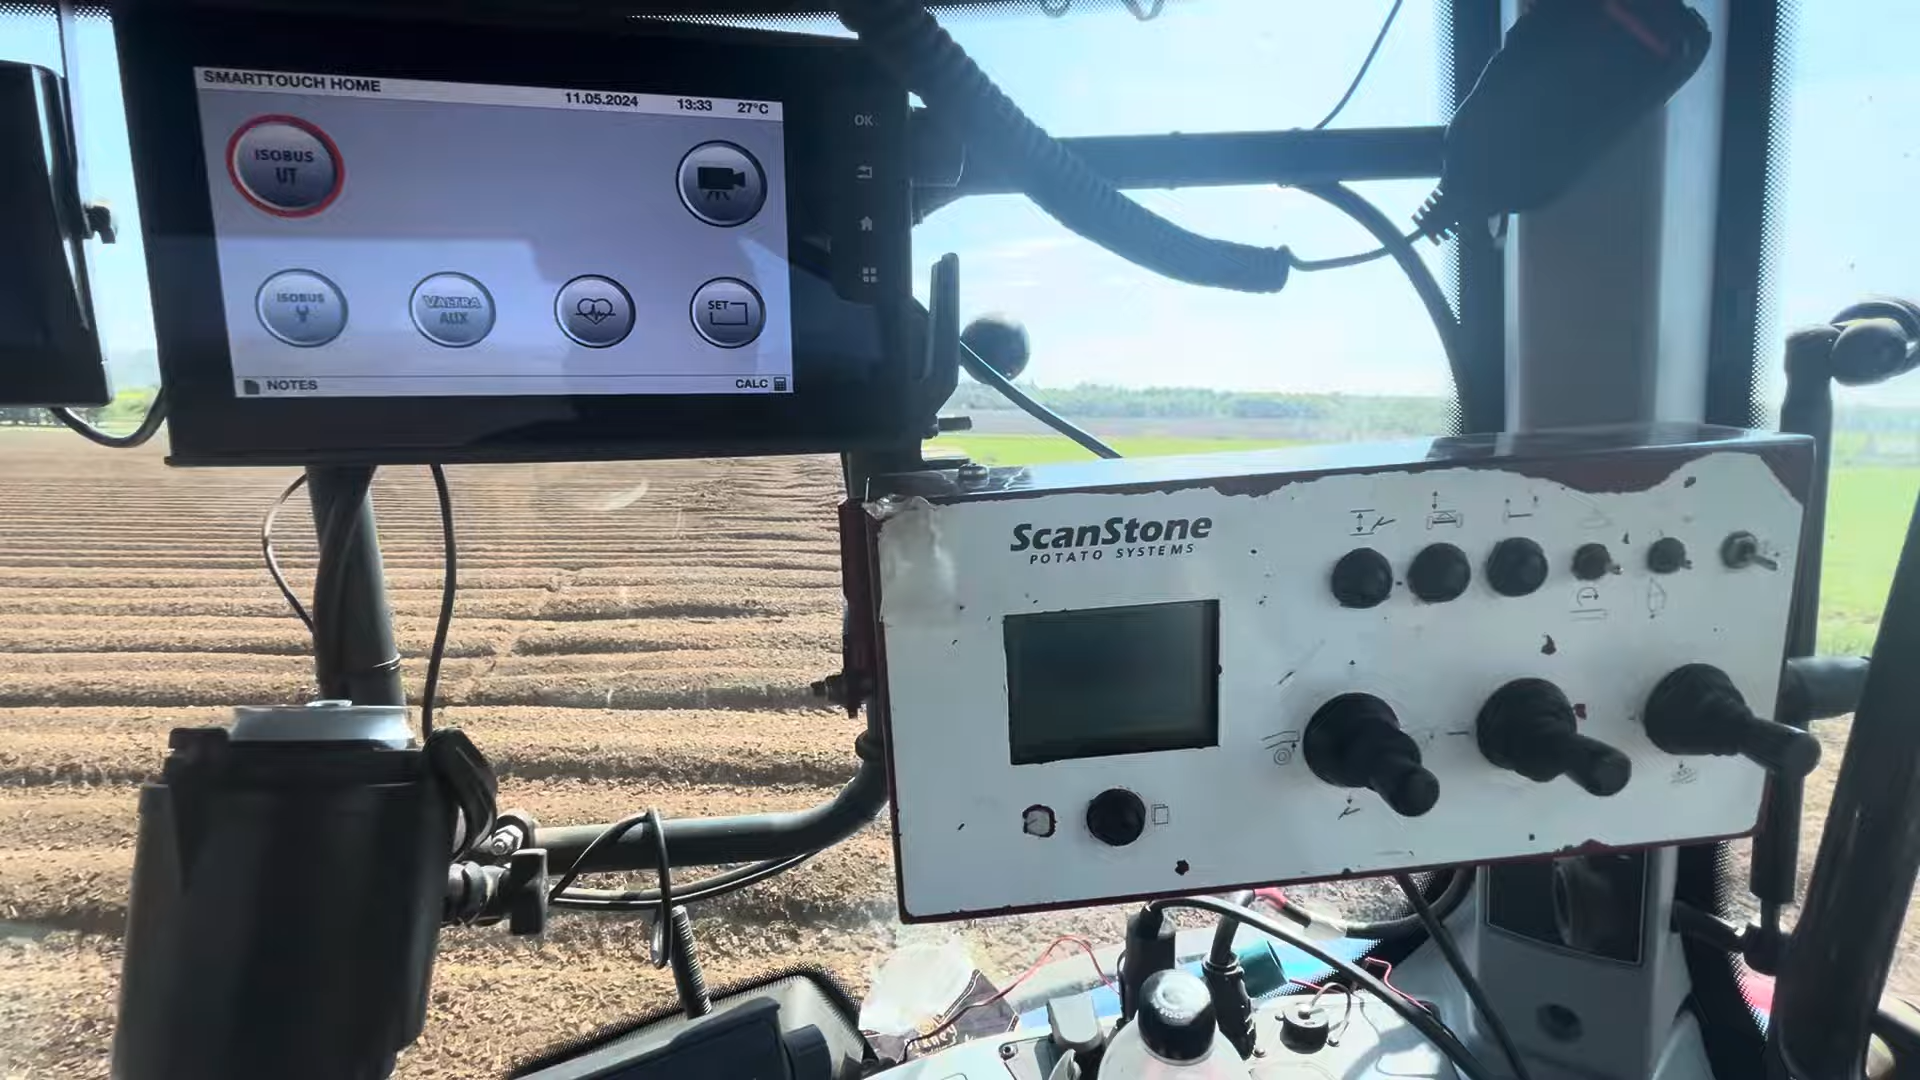 SMARTTOUCH HOME
11.05.2024 13:33 27°C
ISOBUS
UT
ISOBUS
VALTRA
AUX
SET
NOTES
CALC
OK
ScanStone
POTATO SYSTEMS